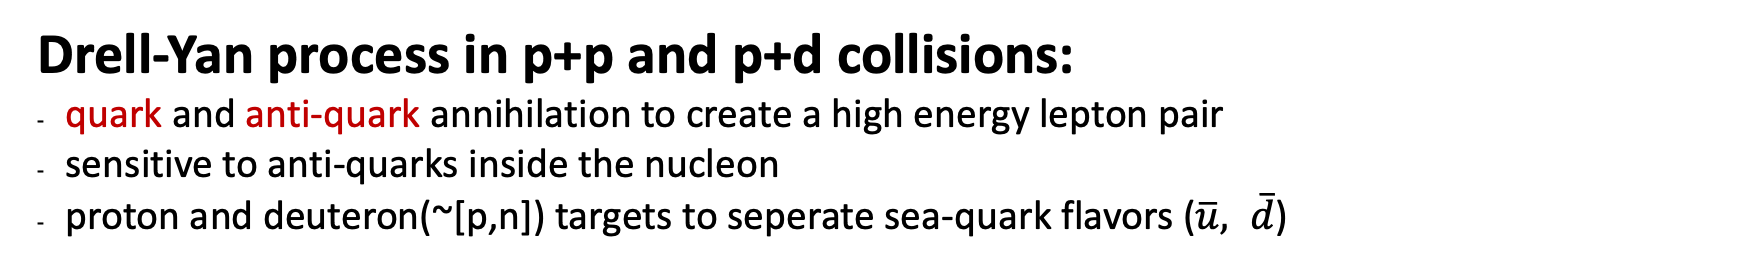 Drell-Yan process in p+p and p+d collisions:
- quark and anti-quark annihilation to create a high energy lepton pair
- sensitive to anti-quarks inside the nucleon
- proton and deuteron(~[p,n]) targets to seperate sea-quark flavors (ū, d̄)